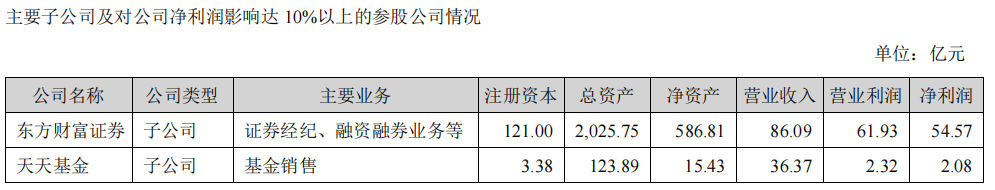 主要子公司及对公司净利润影响达 10%以上的参股公司情况
单位：亿元
公司名称 公司类型 主要业务 注册资本 总资产 净资产 营业收入 营业利润 净利润
东方财富证券 子公司 证券经纪、融资融券业务等 121.00 2,025.75 586.81 86.09 61.93 54.57
天天基金 子公司 基金销售 3.38 123.89 15.43 36.37 2.32 2.08